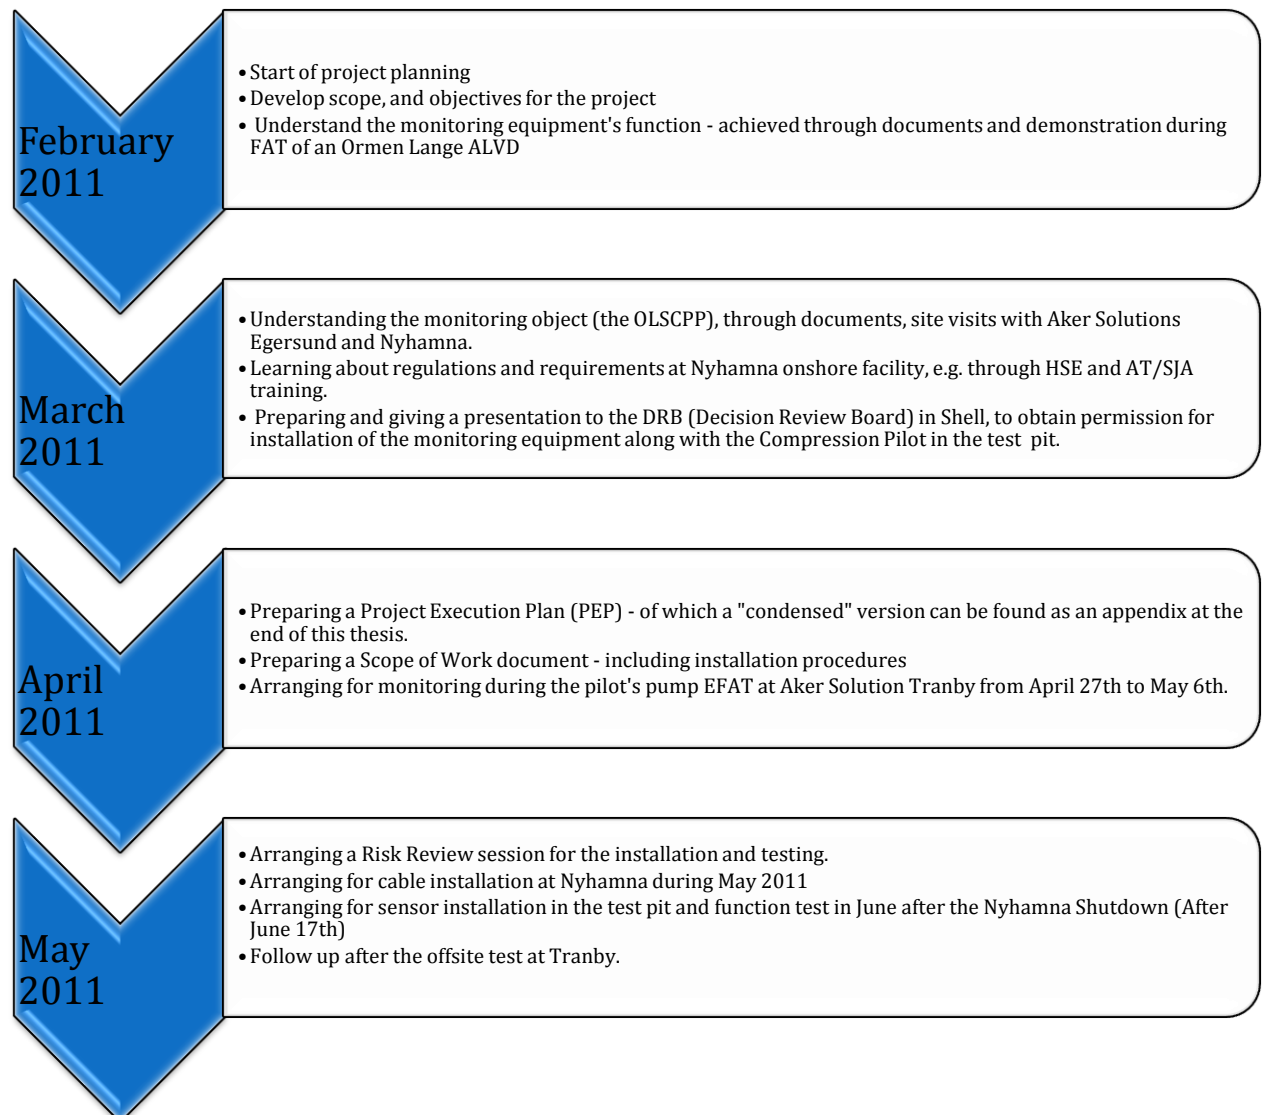 February
2011
•Start of project planning
•Develop scope, and objectives for the project
• Understand the monitoring equipment's function - achieved through documents and demonstration during
FAT of an Ormen Lange ALVD
March
2011
•Understanding the monitoring object (the OLSCPP), through documents, site visits with Aker Solutions
Egersund and Nyhamna.
•Learning about regulations and requirements at Nyhamna onshore facility, e.g. through HSE and AT/SJA
training.
• Preparing and giving a presentation to the DRB (Decision Review Board) in Shell, to obtain permission for
installation of the monitoring equipment along with the Compression Pilot in the test pit.
April
2011
•Preparing a Project Execution Plan (PEP) - of which a "condensed" version can be found as an appendix at the
end of this thesis.
•Preparing a Scope of Work document - including installation procedures
•Arranging for monitoring during the pilot's pump EFAT at Aker Solution Tranby from April 27th to May 6th.
May
2011
•Arranging a Risk Review session for the installation and testing.
•Arranging for cable installation at Nyhamna during May 2011
•Arranging for sensor installation in the test pit and function test in June after the Nyhamna Shutdown (After
June 17th)
•Follow up after the offsite test at Tranby.